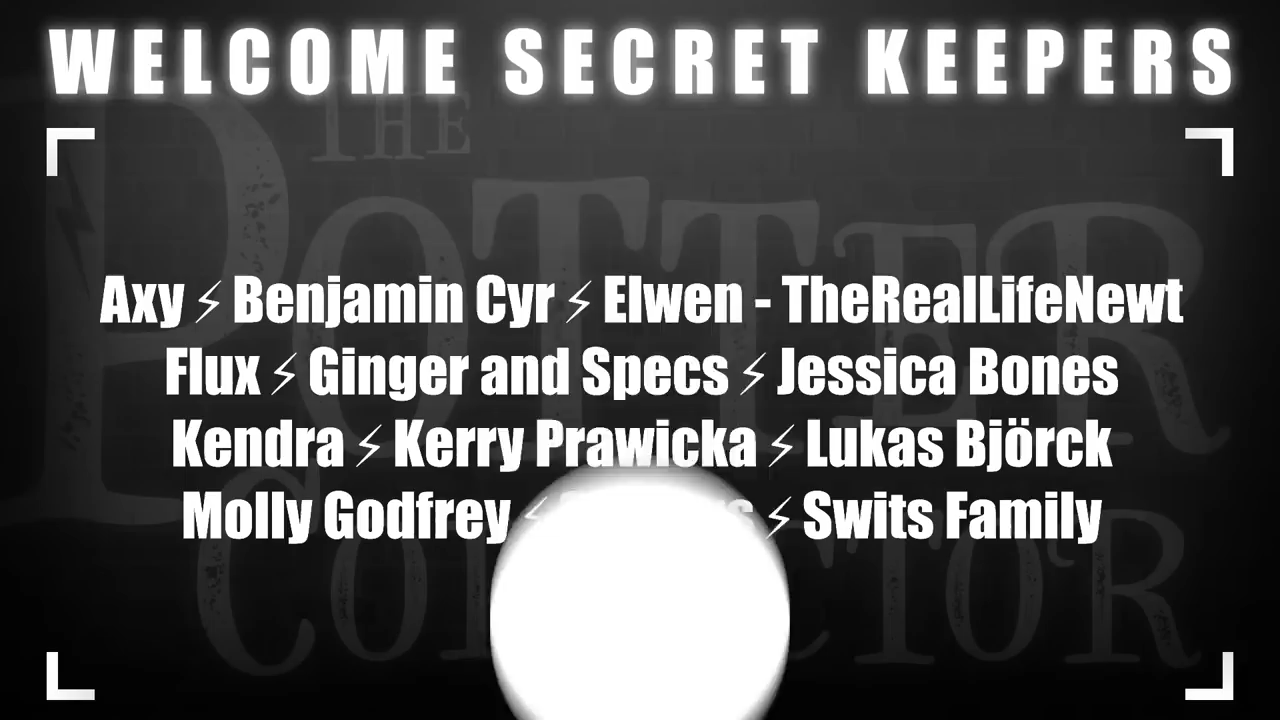 WELCOME SECRET KEEPERS
THE
POTTER
COLLECTOR
Axy ⚡ Benjamin Cyr ⚡ Elwen - TheRealLifeNewt
Flux ⚡ Ginger and Specs ⚡ Jessica Bones
Kendra ⚡ Kerry Prawicka ⚡ Lukas Björck
Molly Godfrey ⚡ ⚡ Swits Family